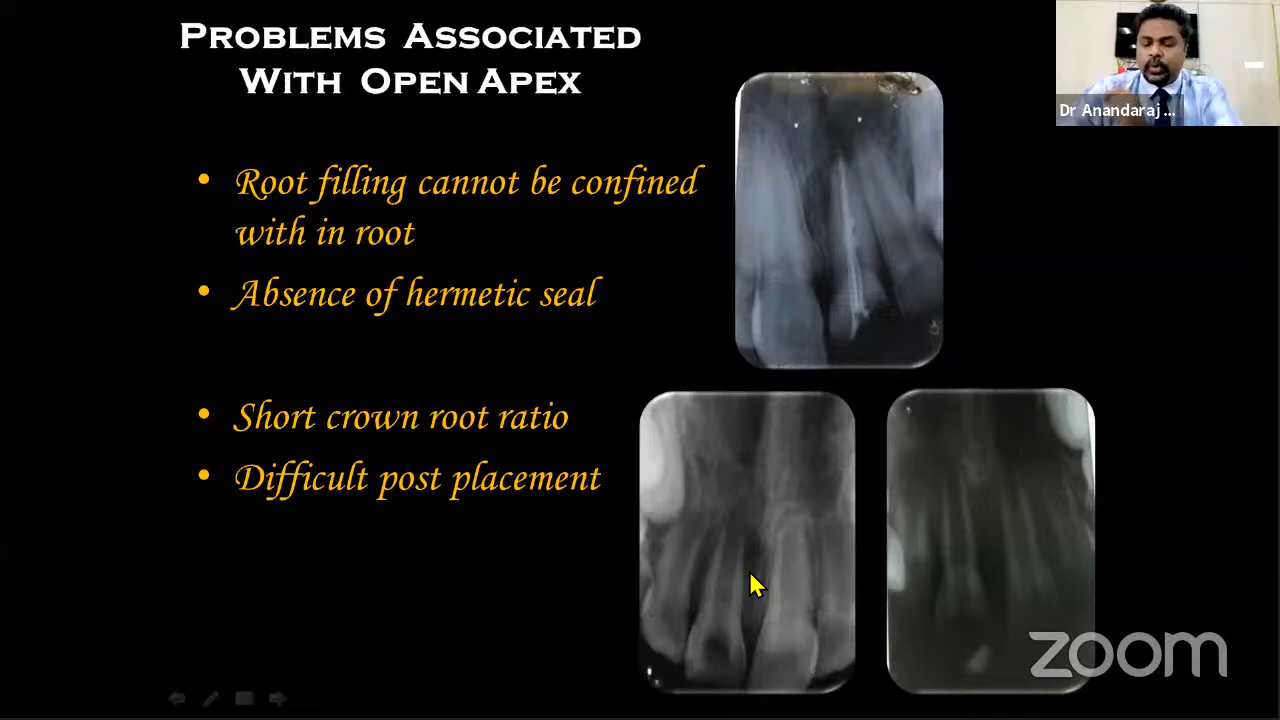 PROBLEMS ASSOCIATED
WITH OPEN APEX
Dr Anandaraj ...
• Root filling cannot be confined
with in root
• Absence of hermetic seal
• Short crown root ratio
• Difficult post placement
zoom